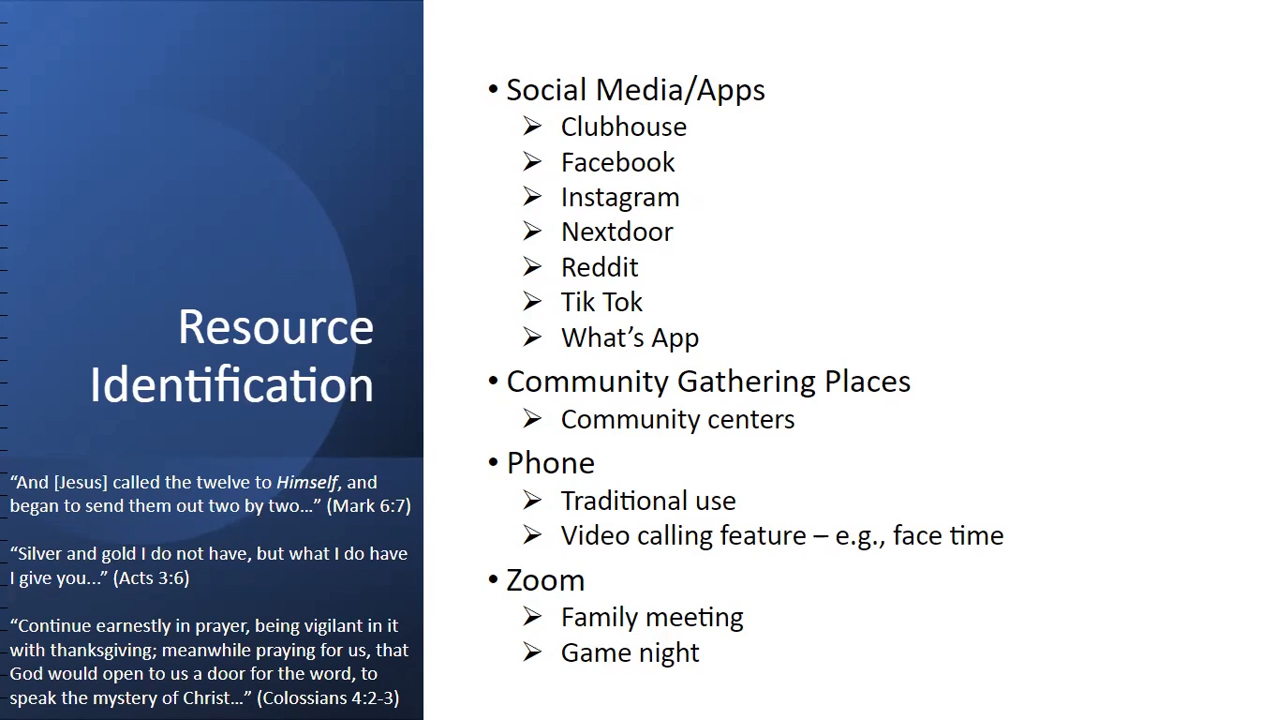 Resource
Identification
“And [Jesus] called the twelve to Himself, and
began to send them out two by two…” (Mark 6:7)
“Silver and gold I do not have, but what I do have
I give you...” (Acts 3:6)
“Continue earnestly in prayer, being vigilant in it
with thanksgiving; meanwhile praying for us, that
God would open to us a door for the word, to
speak the mystery of Christ…” (Colossians 4:2-3)
• Social Media/Apps
➢ Clubhouse
➢ Facebook
➢ Instagram
➢ Nextdoor
➢ Reddit
➢ Tik Tok
➢ What’s App
• Community Gathering Places
➢ Community centers
• Phone
➢ Traditional use
➢ Video calling feature – e.g., face time
• Zoom
➢ Family meeting
➢ Game night